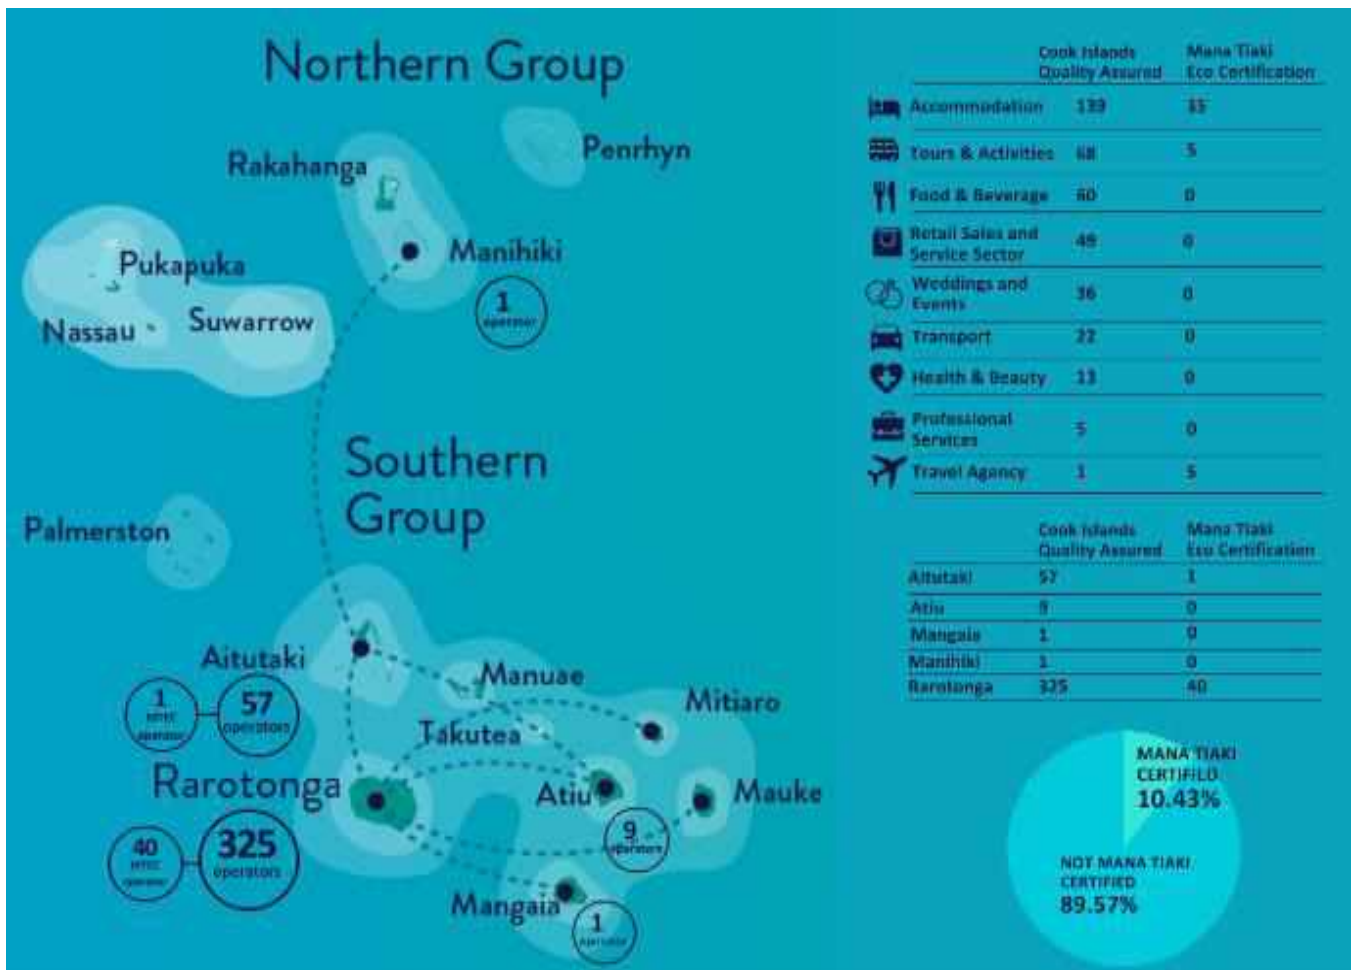 Northern Group
Rakahanga
Penrhyn
Pukapuka
Manihiki
1
operator
Nassau
Suwarrow
Southern
Group
Palmerston
Aitutaki
1
operator
57
operators
Manuae
Mitiaro
Takutea
Rarotonga
Atiu
Mauke
40
operator
325
operators
9
operators
Mangaia
1
operator
Cook Islands
Quality Assured
Mana Tiaki
Eco Certification
Accommodation 139
Tours & Activities 68 5
Food & Beverage 60 0
Retail Sales and
Service Sector 49 0
Weddings and
Events 36 0
Transport 22 0
Health & Beauty 13 0
Professional
Services 5 0
Travel Agency 1 5
Cook Islands
Quality Assured
Mana Tiaki
Eco Certification
Aitutaki 57 1
Atiu 9 0
Mangaia 1 0
Manihiki 1 0
Rarotonga 325 40
MANA TIAKI
CERTIFILD
10.43%
NOT MANA TIAKI
CERTIFIED
89.57%